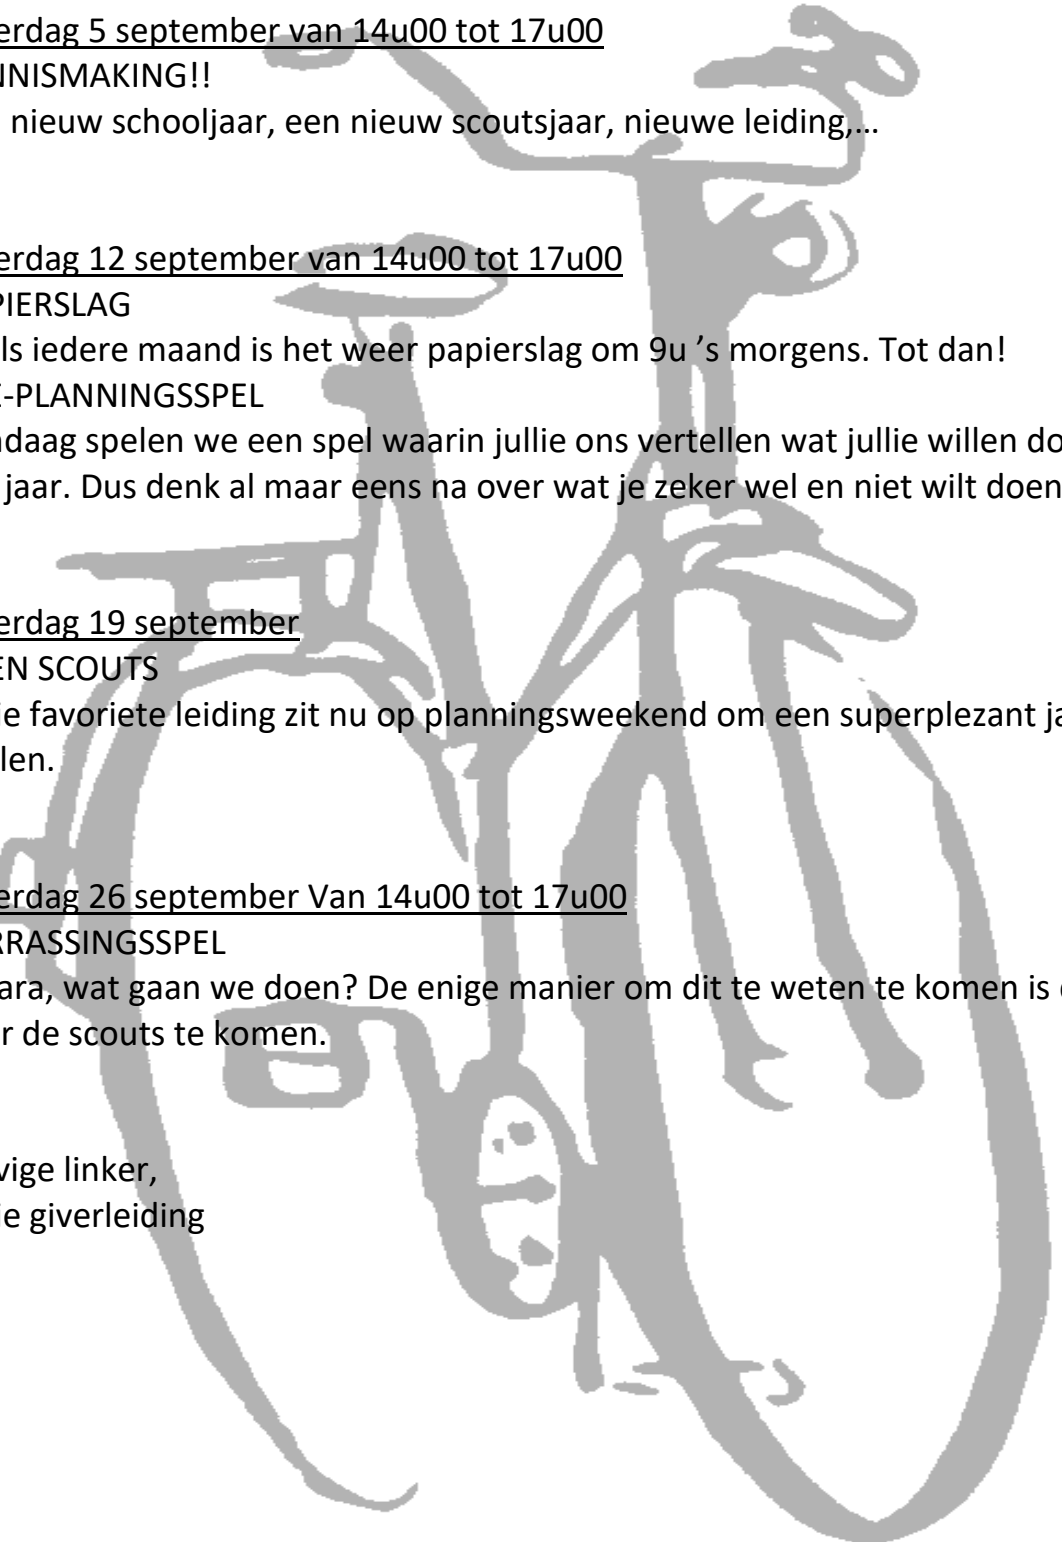 erdag 5 september van 14u00 tot 17u00
NNISMAKING!!
nieuw schooljaar, een nieuw scoutsjaar, nieuwe leiding,...
erdag 12 september van 14u00 tot 17u00
PIERSLAG
ls iedere maand is het weer papierslag om 9u ’s morgens. Tot dan!
E-PLANNINGSSPEL
ndaag spelen we een spel waarin jullie ons vertellen wat jullie willen do
jaar. Dus denk al maar eens na over wat je zeker wel en niet wilt doen
erdag 19 september
EN SCOUTS
ie favoriete leiding zit nu op planningsweekend om een superplezant ja
len.
erdag 26 september Van 14u00 tot 17u00
RRASSINGSSPEL
ara, wat gaan we doen? De enige manier om dit te weten te komen is
r de scouts te komen.
vige linker,
ie giverleiding